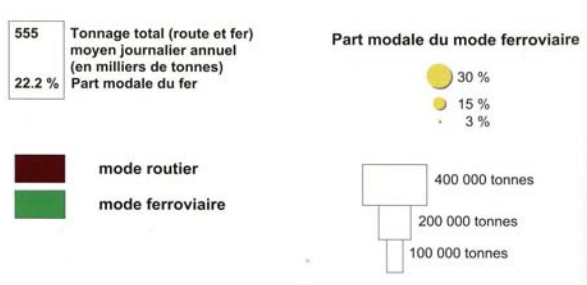 555 Tonnage total (route et fer)
moyen journalier annuel
(en milliers de tonnes)
22.2 % Part modale du fer
mode routier
mode ferroviaire
Part modale du mode ferroviaire
30 %
15 %
3 %
400 000 tonnes
200 000 tonnes
100 000 tonnes